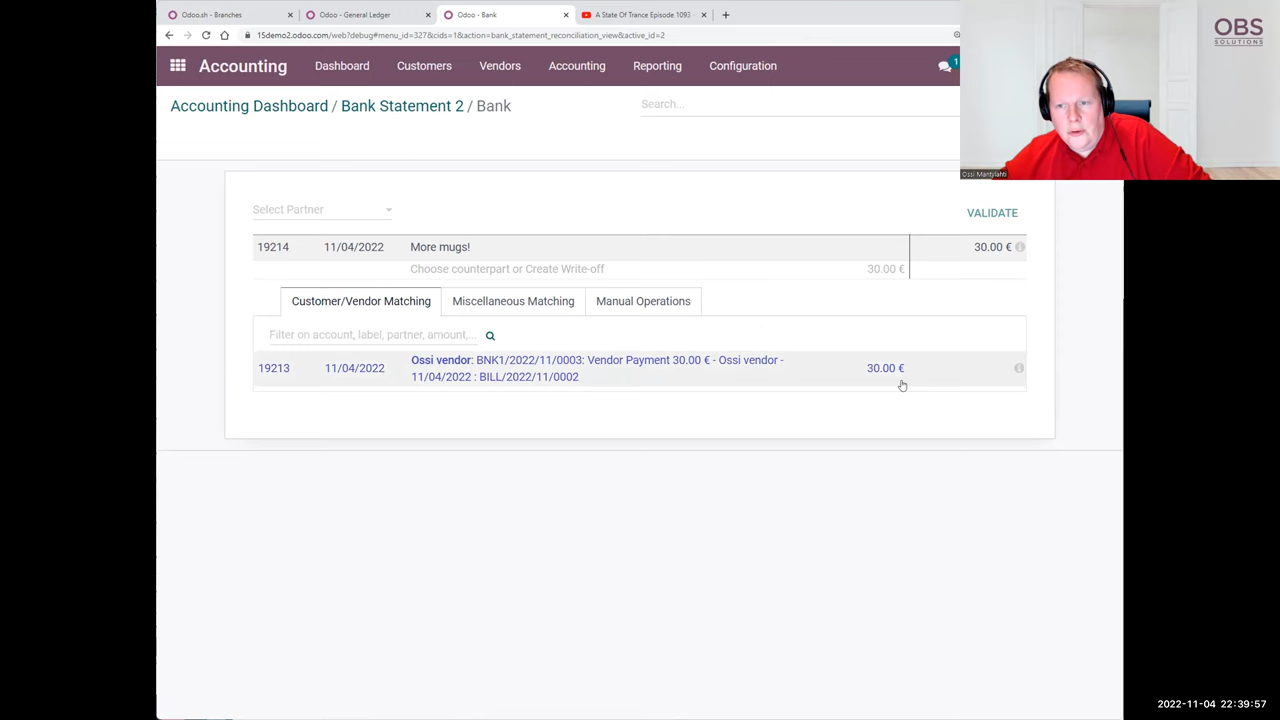 Odoo.sh - Branches
Odoo - General Ledger
Odoo - Bank
A State Of Trance Episode 1093
15demo2.odoo.com/web?debug#menu_id=327&cids=1&action=bank_statement_reconciliation_view&active_id=2
OBS
SOLUTIONS
Accounting Dashboard Customers Vendors Accounting Reporting Configuration 1
Accounting Dashboard / Bank Statement 2 / Bank
Search...
Ossi Mantylahti
Select Partner
VALIDATE
19214 11/04/2022 More mugs! 30.00 €
Choose counterpart or Create Write-off 30.00 €
Customer/Vendor Matching Miscellaneous Matching Manual Operations
Filter on account, label, partner, amount,...
19213 11/04/2022 Ossi vendor: BNK1/2022/11/0003: Vendor Payment 30.00 € - Ossi vendor - 30.00 €
11/04/2022 : BILL/2022/11/0002
2022-11-04 22:39:57